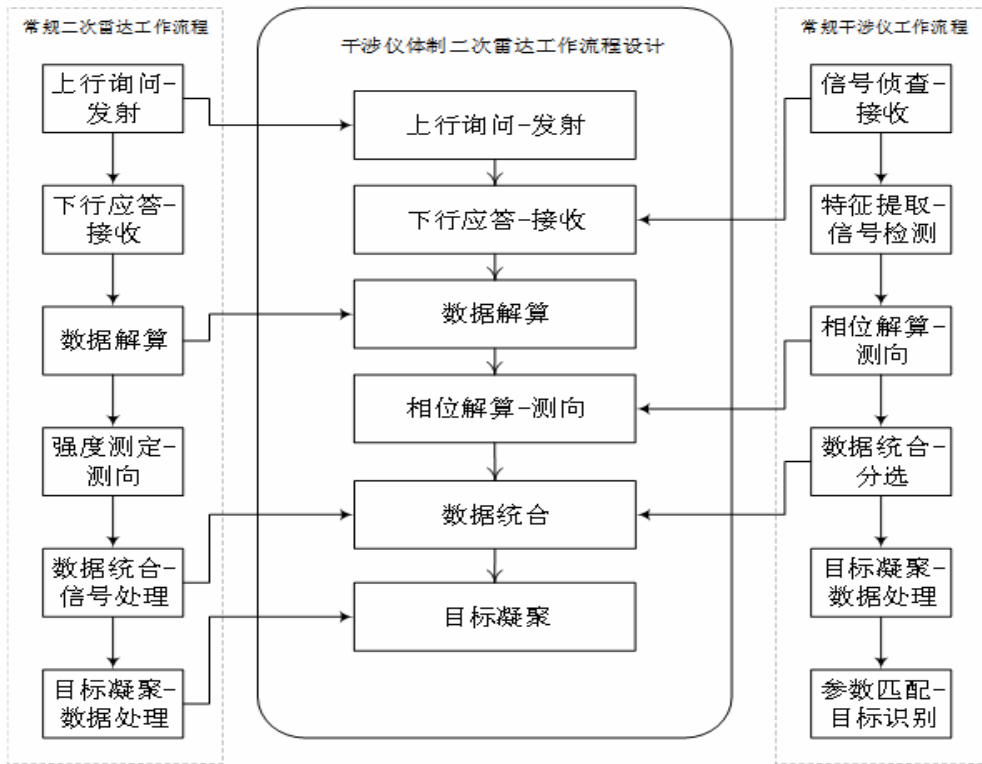 常规二次雷达工作流程
上行询问-
发射
下行应答-
接收
数据解算
强度测定-
测向
数据统合-
信号处理
目标凝聚-
数据处理
干涉仪体制二次雷达工作流程设计
上行询问-发射
下行应答-接收
数据解算
相位解算-测向
数据统合
目标凝聚
常规干涉仪工作流程
信号侦查-
接收
特征提取-
信号检测
相位解算-
测向
数据统合-
分选
目标凝聚-
数据处理
参数匹配-
目标识别